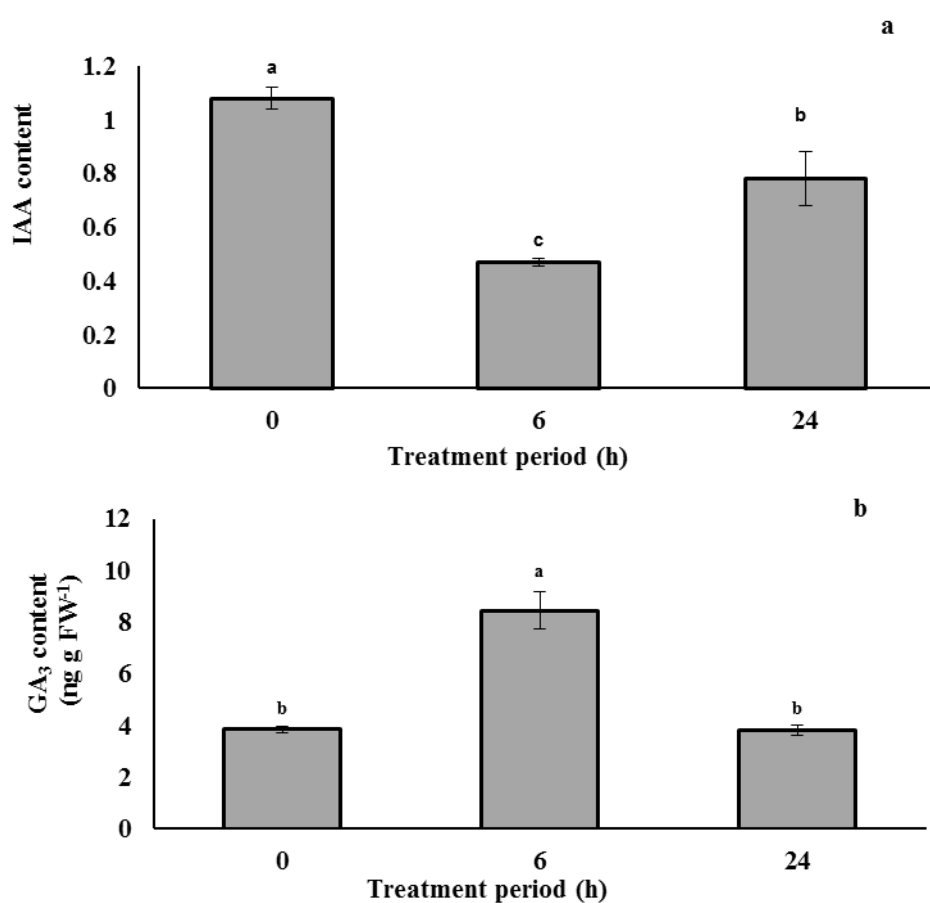 a
1.2
1
0.8
0.6
0.4
0.2
0
IAA content
a
c
b
0 6 24
Treatment period (h)
b
12
10
8
6
4
2
0
GA₃ content
(ng g FW⁻¹)
b
a
b
0 6 24
Treatment period (h)